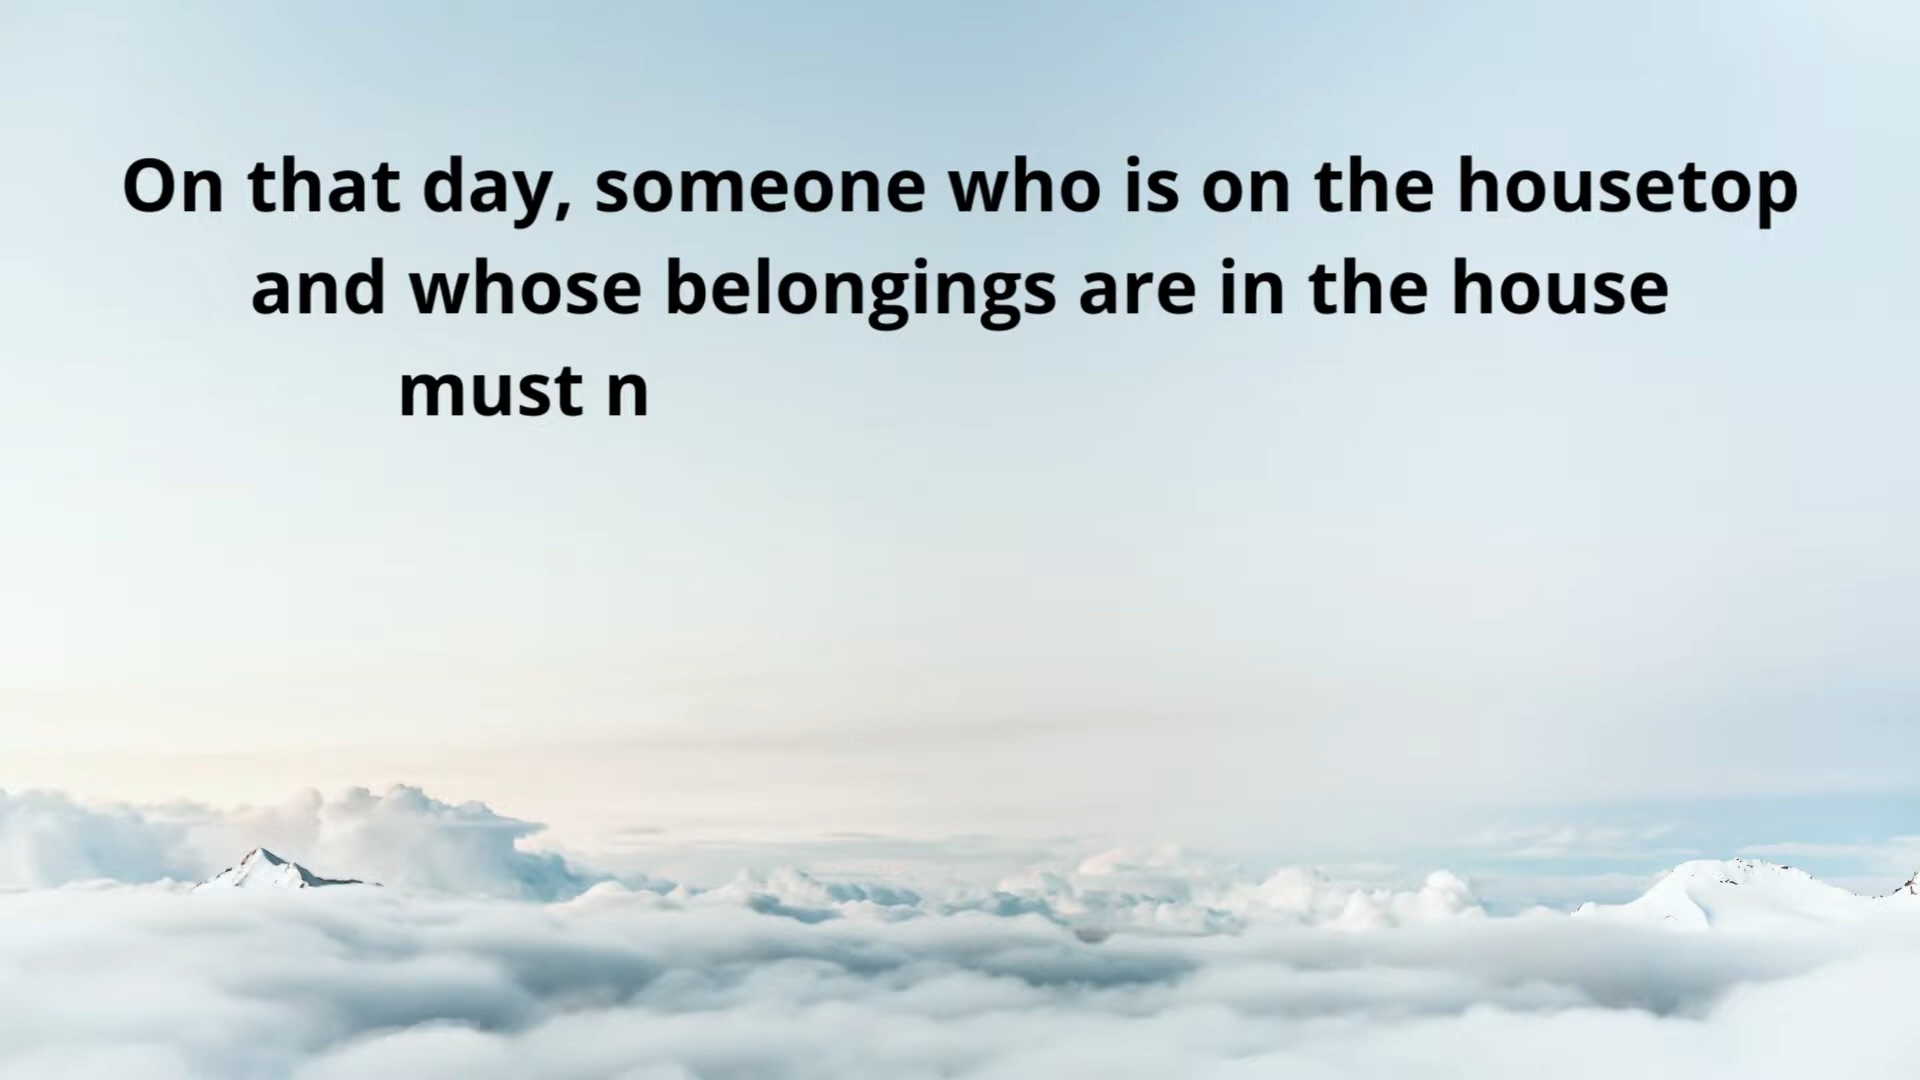 On that day, someone who is on the housetop
and whose belongings are in the house
must n